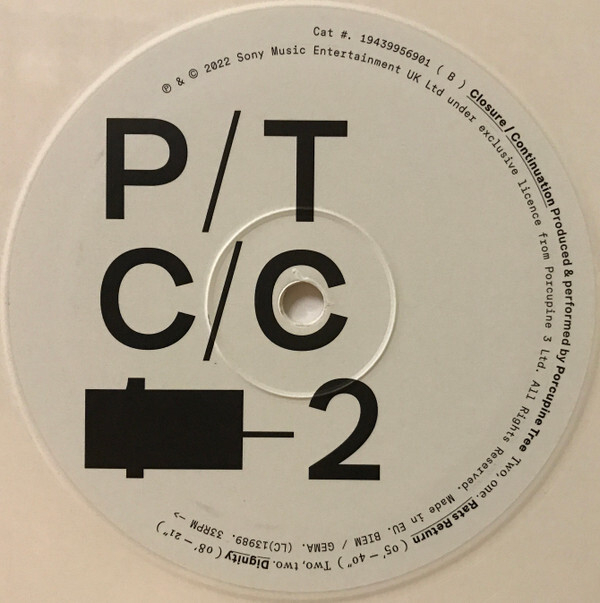 Cat #. 19439956901 ( B ) Closure / Continuation Produced & performed by Porcupine Tree Two, one. Rats Return ( 05' – 40" ) Two, two. Dignity ( 08' – 21" )
℗ & © 2022 Sony Music Entertainment UK Ltd under exclusive licence from Porcupine 3 Ltd. All Rights Reserved. Made in EU. BIEM / GEMA. (LC)13989. 33RPM –>
P/T
C/C
2